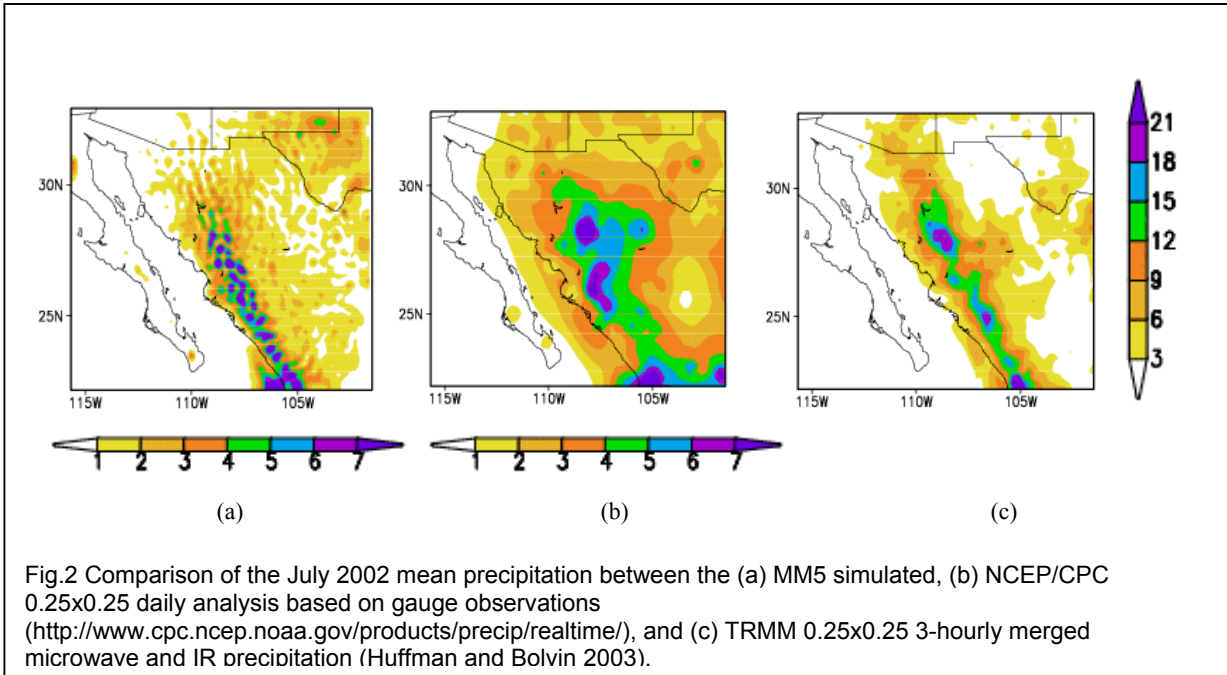 30N
25N
115W 110W 105W
1 2 3 4 5 6 7
(a)
30N
25N
115W 110W 105W
1 2 3 4 5 6 7
(b)
30N
25N
115W 110W 105W
(c)
21
18
15
12
9
6
3
Fig.2 Comparison of the July 2002 mean precipitation between the (a) MM5 simulated, (b) NCEP/CPC
0.25x0.25 daily analysis based on gauge observations
(http://www.cpc.ncep.noaa.gov/products/precip/realtime/), and (c) TRMM 0.25x0.25 3-hourly merged
microwave and IR precipitation (Huffman and Bolvin 2003).